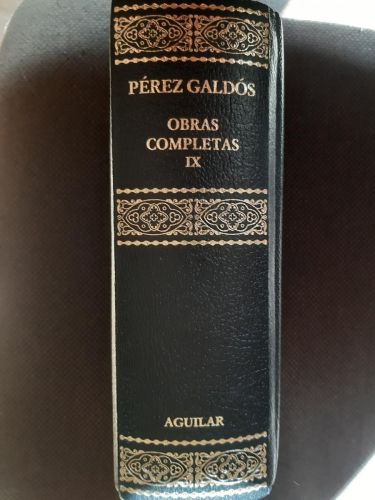 PÉREZ GALDÓS
OBRAS
COMPLETAS
IX
AGUILAR